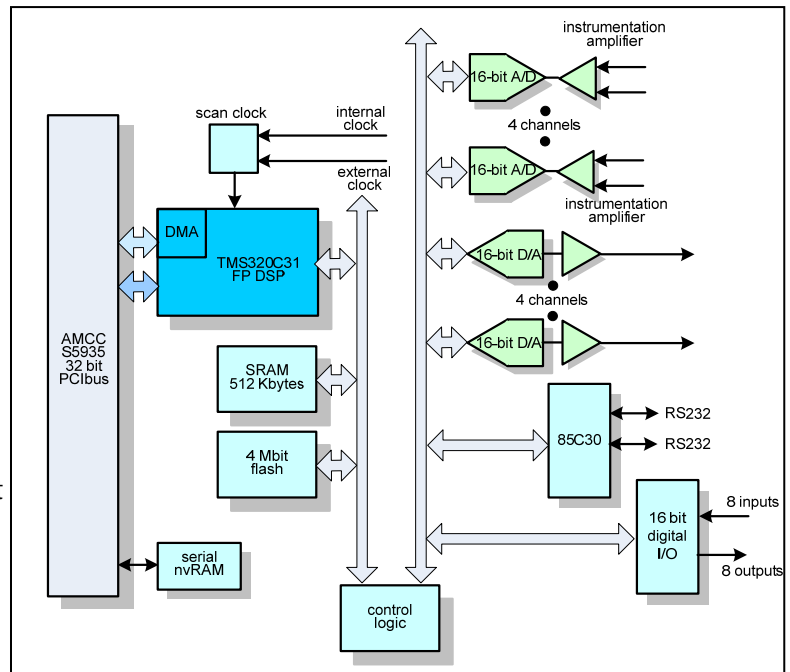 instrumentation
amplifier
16-bit A/D
4 channels
16-bit A/D
instrumentation
amplifier
scan clock
internal
clock
external
clock
DMA
TMS320C31
FP DSP
16-bit D/A
4 channels
16-bit D/A
AMCC
S5935
32 bit
PCIbus
SRAM
512 Kbytes
4 Mbit
flash
85C30
RS232
RS232
16 bit
digital
I/O
8 inputs
8 outputs
serial
nvRAM
control
logic